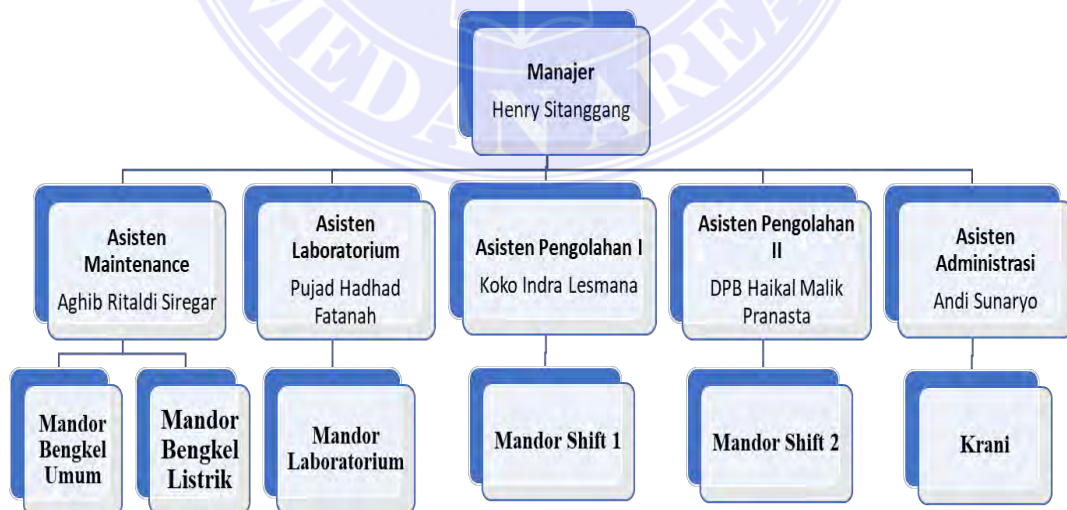 MEDAN AREA
Manajer
Henry Sitanggang
Asisten
Maintenance
Aghib Ritaldi Siregar
Asisten
Laboratorium
Pujad Hadhad
Fatanah
Asisten Pengolahan I
Koko Indra Lesmana
Asisten Pengolahan
II
DPB Haikal Malik
Pranasta
Asisten
Administrasi
Andi Sunaryo
Mandor
Bengkel
Umum
Mandor
Bengkel
Listrik
Mandor
Laboratorium
Mandor Shift 1
Mandor Shift 2
Krani